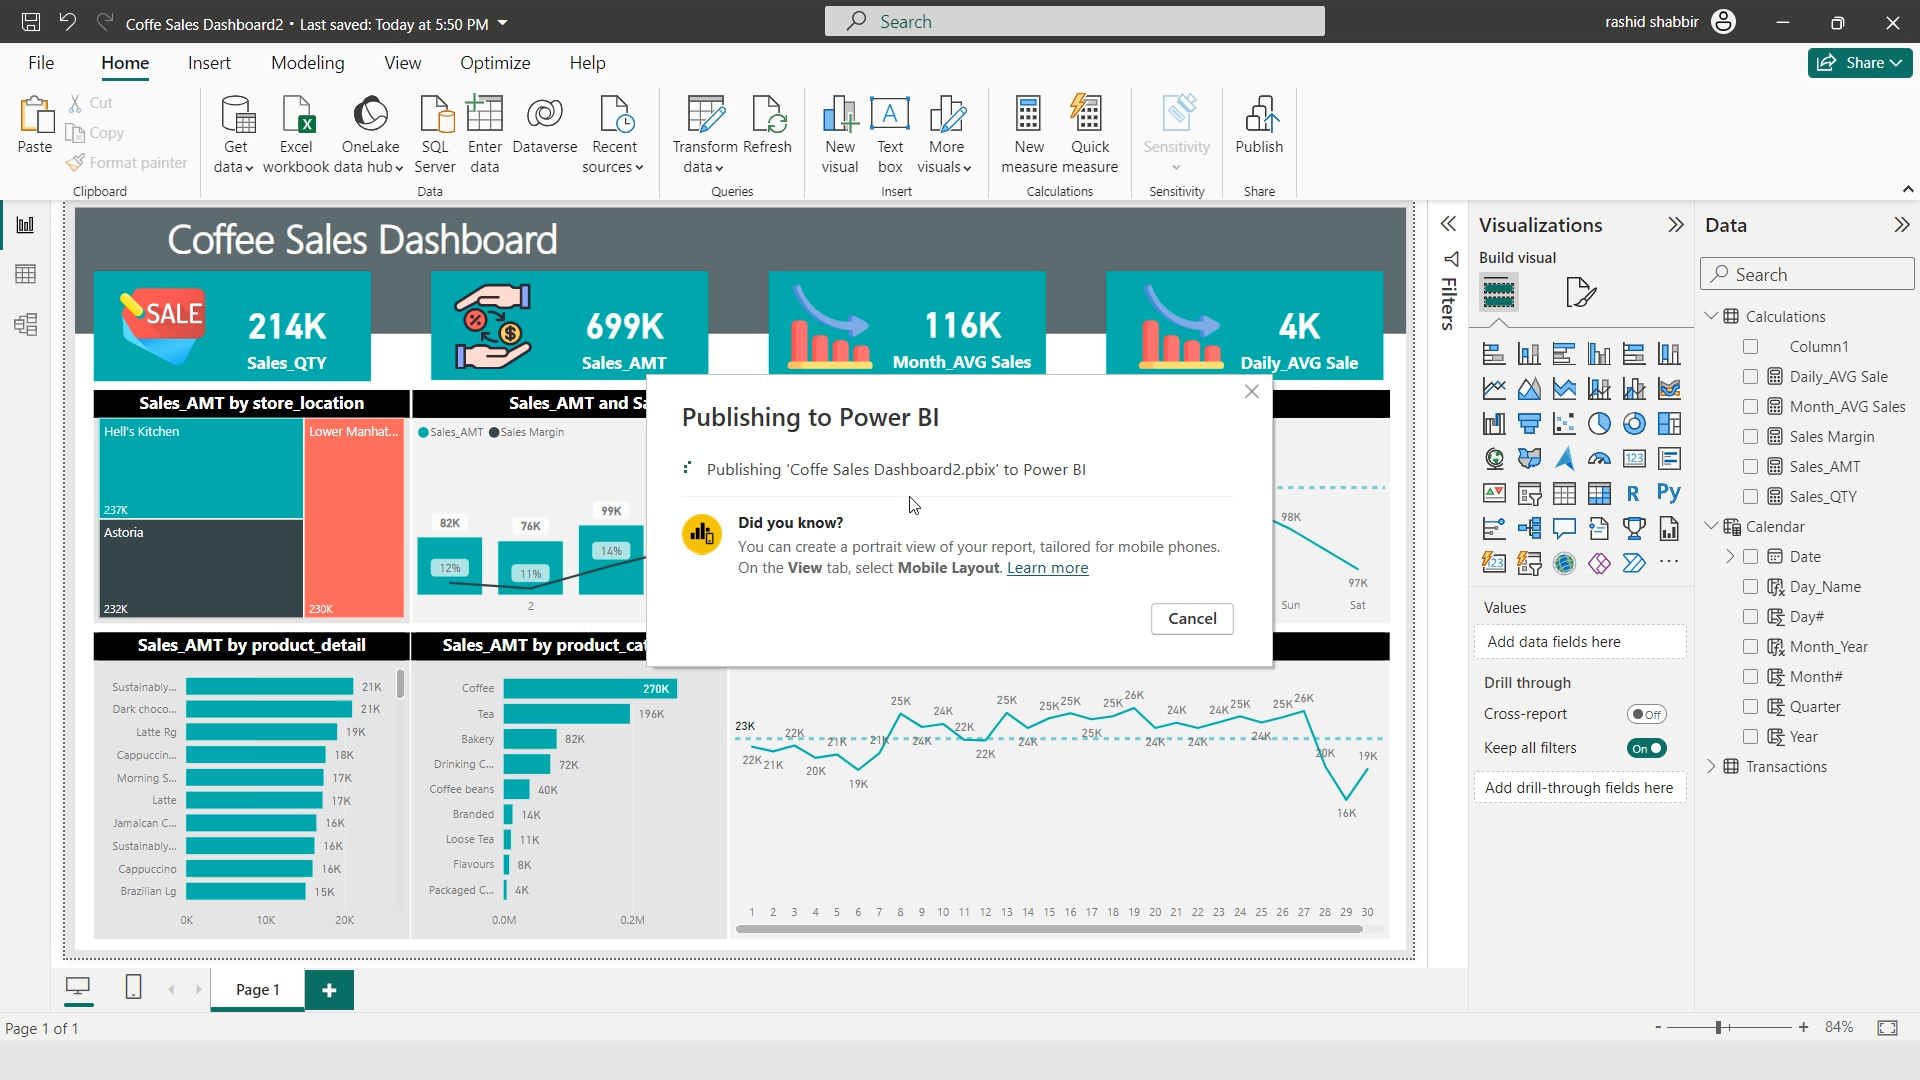 Coffe Sales Dashboard2 • Last saved: Today at 5:50 PM
Search
rashid shabbir
File Home Insert Modeling View Optimize Help
Share
Paste
Cut
Copy
Format painter
Clipboard
Get data
Excel workbook
OneLake data hub
SQL Server
Enter data
Dataverse
Recent sources
Data
Transform data
Refresh
Queries
New visual
Text box
More visuals
Insert
New measure
Quick measure
Calculations
Sensitivity
Sensitivity
Publish
Share
Coffee Sales Dashboard
SALE
214K
Sales_QTY
699K
Sales_AMT
116K
Month_AVG Sales
4K
Daily_AVG Sale
Sales_AMT by store_location
Hell's Kitchen
237K
Astoria
232K
Lower Manhat...
230K
Sales_AMT and Sa
Sales_AMT Sales Margin
82K 76K 99K
12% 11% 14%
2
98K
97K
Sun Sat
Publishing to Power BI
Publishing 'Coffe Sales Dashboard2.pbix' to Power BI
Did you know?
You can create a portrait view of your report, tailored for mobile phones.
On the View tab, select Mobile Layout. Learn more
Cancel
Sales_AMT by product_detail
Sustainably... 21K
Dark choco... 21K
Latte Rg 19K
Cappuccin... 18K
Morning S... 17K
Latte 17K
Jamaican C... 16K
Sustainably... 16K
Cappuccino 16K
Brazilian Lg 15K
0K 10K 20K
Sales_AMT by product_cat
Coffee 270K
Tea 196K
Bakery 82K
Drinking C... 72K
Coffee beans 40K
Branded 14K
Loose Tea 11K
Flavours 8K
Packaged C... 4K
0.0M 0.2M
23K
22K 21K 22K 20K 21K 19K 21K 25K 24K 24K 22K 22K 25K 24K 25K 25K 25K 25K 26K 24K 24K 24K 24K 25K 24K 25K 26K 20K 16K 19K
1 2 3 4 5 6 7 8 9 10 11 12 13 14 15 16 17 18 19 20 21 22 23 24 25 26 27 28 29 30
Filters
Visualizations
Build visual
123
R Py
123
Values
Add data fields here
Drill through
Cross-report Off
Keep all filters On
Add drill-through fields here
Data
Search
Calculations
Column1
Daily_AVG Sale
Month_AVG Sales
Sales Margin
Sales_AMT
Sales_QTY
Calendar
Date
Day_Name
Day#
Month_Year
Month#
Quarter
Year
Transactions
Page 1
Page 1 of 1
84%